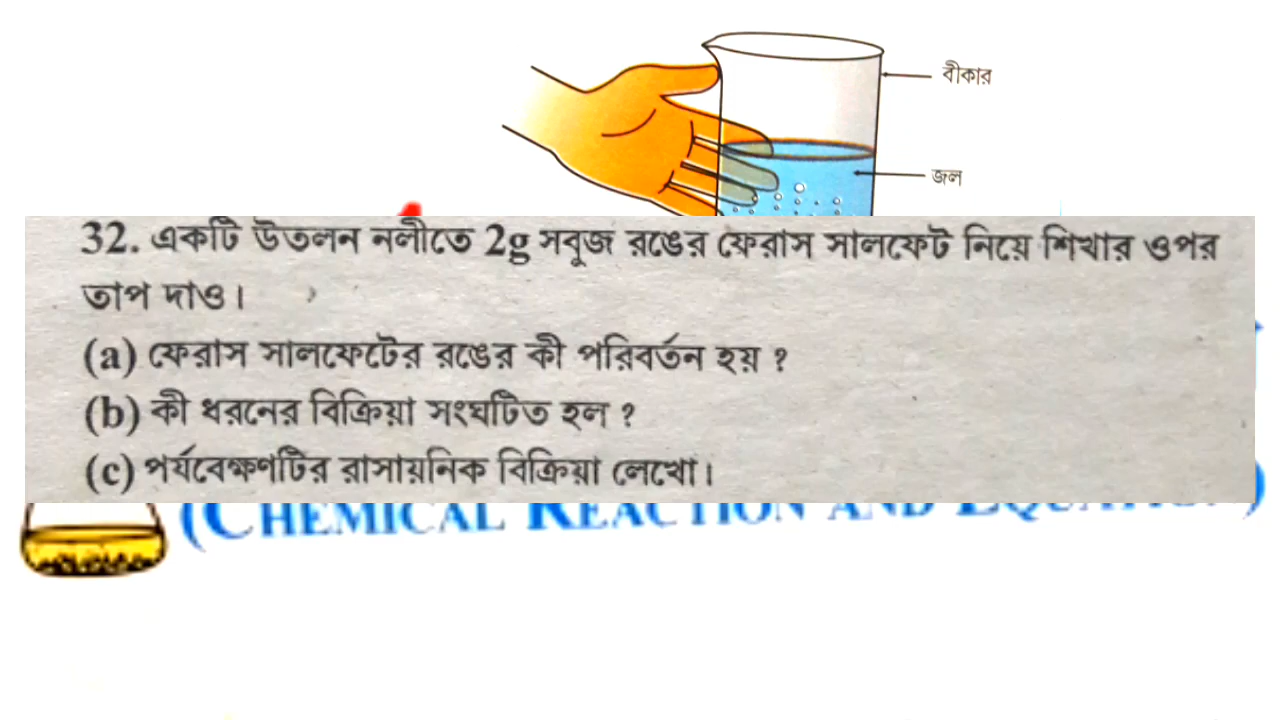 বীকার
জল
32. একটি উতলন নলীতে 2g সবুজ রঙের ফেরাস সালফেট নিয়ে শিখার ওপর
তাপ দাও।
(a) ফেরাস সালফেটের রঙের কী পরিবর্তন হয় ?
(b) কী ধরনের বিক্রিয়া সংঘটিত হল ?
(c) পর্যবেক্ষণটির রাসায়নিক বিক্রিয়া লেখো।
(CHEMICAL REACTION AND EQUATION)